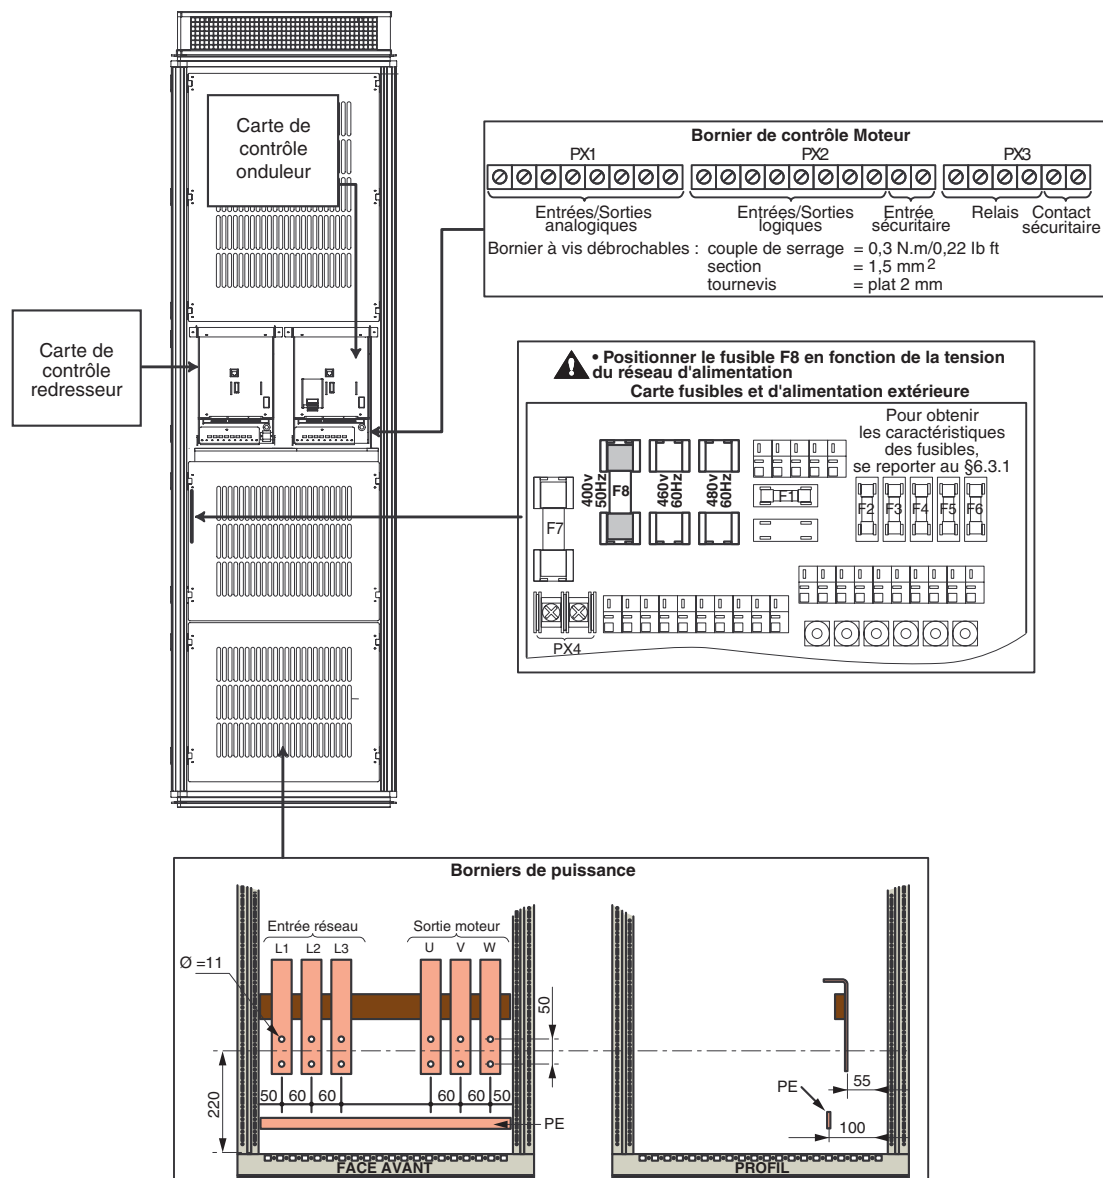 Carte de
contrôle
onduleur
Carte de
contrôle
redresseur
Bornier de contrôle Moteur
PX1 PX2 PX3
Entrées/Sorties
analogiques
Entrées/Sorties
logiques
Entrée
sécuritaire
Relais
Contact
sécuritaire
Bornier à vis débrochables : couple de serrage = 0,3 N.m/0,22 lb ft
section = 1,5 mm2
tournevis = plat 2 mm
• Positionner le fusible F8 en fonction de la tension
du réseau d'alimentation
Carte fusibles et d'alimentation extérieure
Pour obtenir
les caractéristiques
des fusibles,
se reporter au §6.3.1
400v
50Hz
F8
460v
60Hz
480v
60Hz
F7
F1
F2 F3 F4 F5 F6
PX4
Borniers de puissance
Entrée réseau Sortie moteur
L1 L2 L3 U V W
Ø =11
50
220
50 60 60 60 60 50
PE
FACE AVANT
55
PE
100
PROFIL